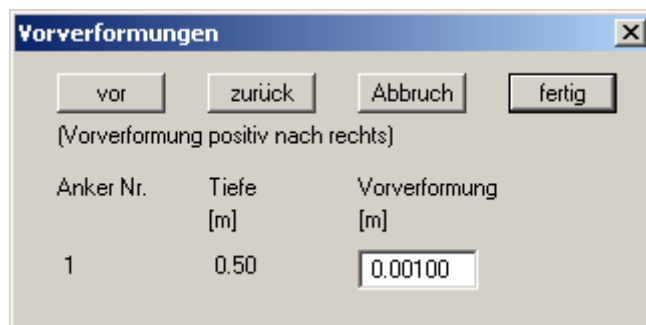 Vorverformungen
vor zurück Abbruch fertig
(Vorverformung positiv nach rechts)
Anker Nr. Tiefe Vorverformung
[m] [m]
1 0.50 0.00100